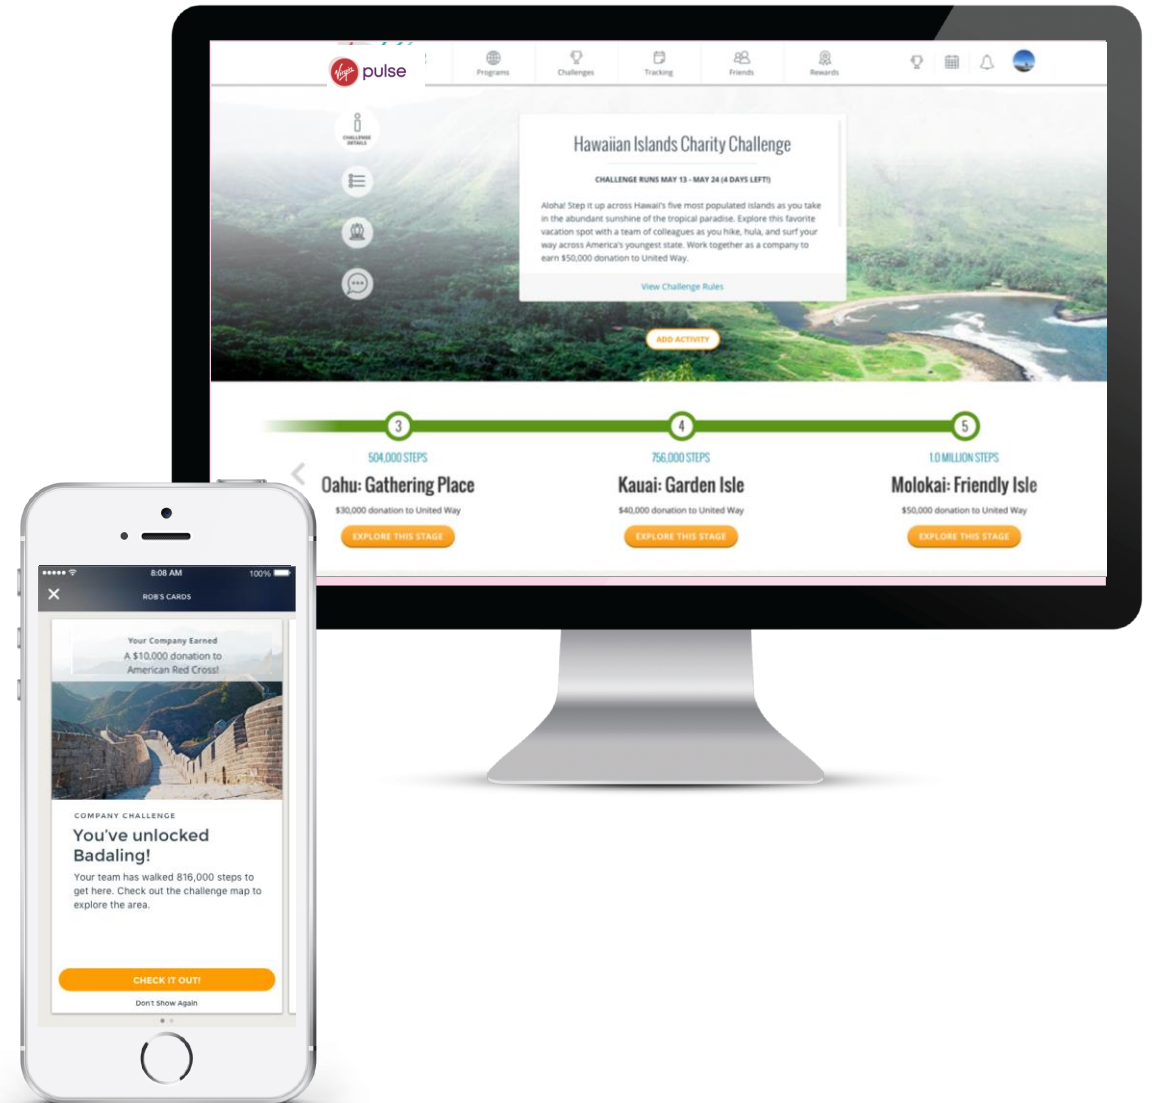 Virgin pulse
Programs
Challenges
Tracking
Friends
Rewards
CHALLENGE
DETAILS
Hawaiian Islands Charity Challenge
CHALLENGE RUNS MAY 13 - MAY 24 (4 DAYS LEFT!)
Aloha! Step it up across Hawaii's five most populated islands as you take
in the abundant sunshine of the tropical paradise. Explore this favorite
vacation spot with a team of colleagues as you hike, hula, and surf your
way across America's youngest state. Work together as a company to
earn $50,000 donation to United Way.
View Challenge Rules
ADD ACTIVITY
3
504,000 STEPS
Oahu: Gathering Place
$30,000 donation to United Way
EXPLORE THIS STAGE
4
756,000 STEPS
Kauai: Garden Isle
$40,000 donation to United Way
EXPLORE THIS STAGE
5
1.0 MILLION STEPS
Molokai: Friendly Isle
$50,000 donation to United Way
EXPLORE THIS STAGE
8:08 AM
100%
ROB'S CARDS
Your Company Earned
A $10,000 donation to
American Red Cross!
COMPANY CHALLENGE
You've unlocked
Badaling!
Your team has walked 816,000 steps to
get here. Check out the challenge map to
explore the area.
CHECK IT OUT!
Don't Show Again